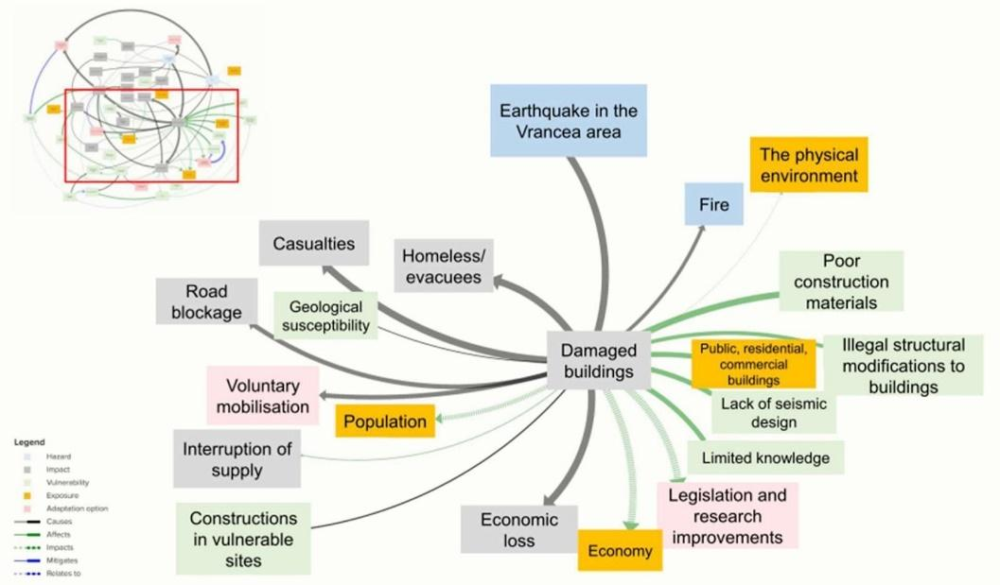 Earthquake in the
Vrancea area
The physical
environment
Fire
Casualties
Homeless/
evacuees
Poor
construction
materials
Road
blockage
Geological
susceptibility
Damaged
buildings
Public, residential,
commercial
buildings
Illegal structural
modifications to
buildings
Voluntary
mobilisation
Population
Lack of seismic
design
Interruption of
supply
Limited knowledge
Constructions
in vulnerable
sites
Economic
loss
Economy
Legislation and
research
improvements
Legend
Hazard
Impact
Vulnerability
Exposure
Adaptation option
Causes
Affects
Impacts
Mitigates
Relates to